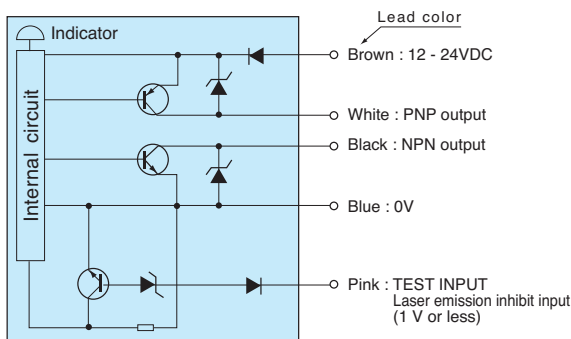 Lead color
Indicator
Brown : 12 - 24VDC
White : PNP output
Black : NPN output
Internal circuit
Blue : 0V
Pink : TEST INPUT
Laser emission inhibit input
(1 V or less)